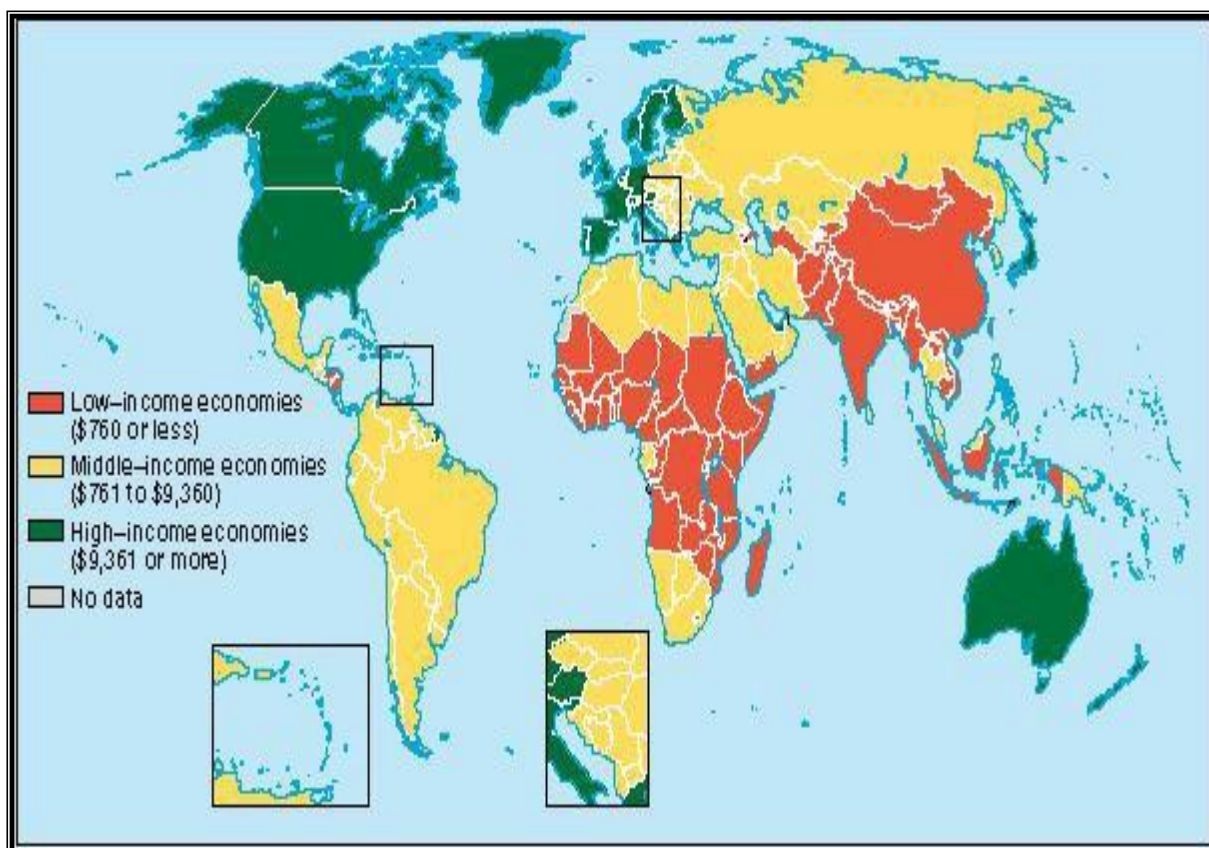 Low–income economies
($760 or less)
Middle–income economies
($761 to $9,360)
High–income economies
($9,361 or more)
No data